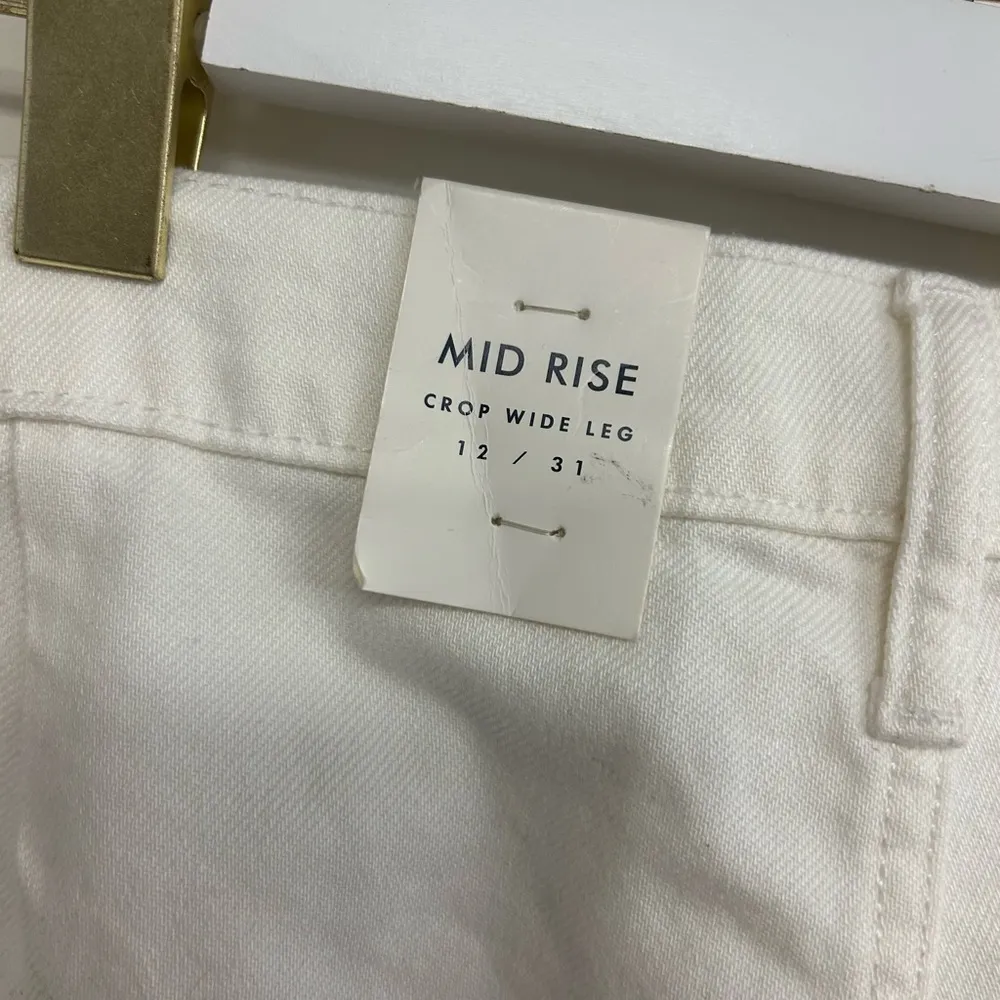 MID RISE
CROP WIDE LEG
12 / 31